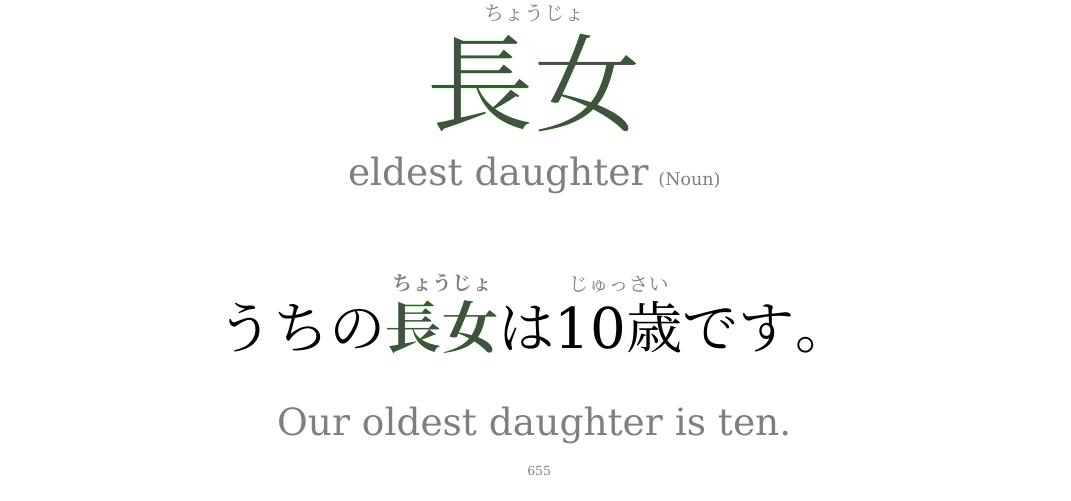 ちょうじょ
長女
eldest daughter (Noun)
ちょうじょ じゅっさい
うちの長女は10歳です。
Our oldest daughter is ten.
655